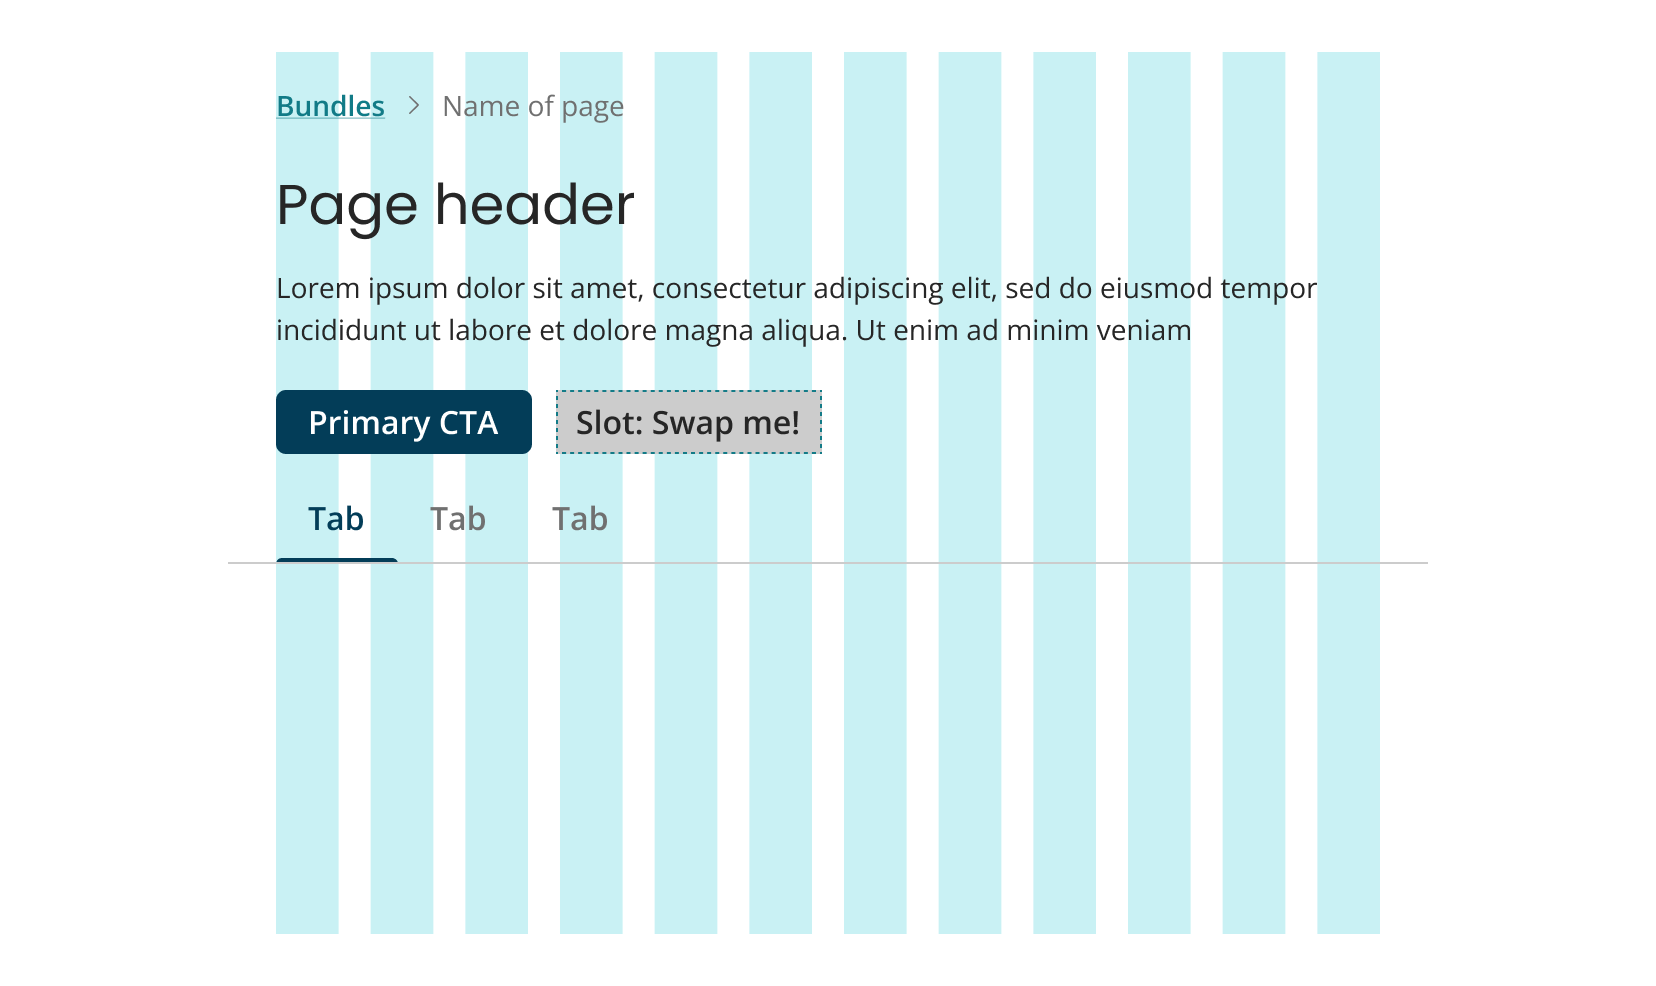 Bundles > Name of page
Page header
Lorem ipsum dolor sit amet, consectetur adipiscing elit, sed do eiusmod tempor
incididunt ut labore et dolore magna aliqua. Ut enim ad minim veniam
Primary CTA Slot: Swap me!
Tab Tab Tab